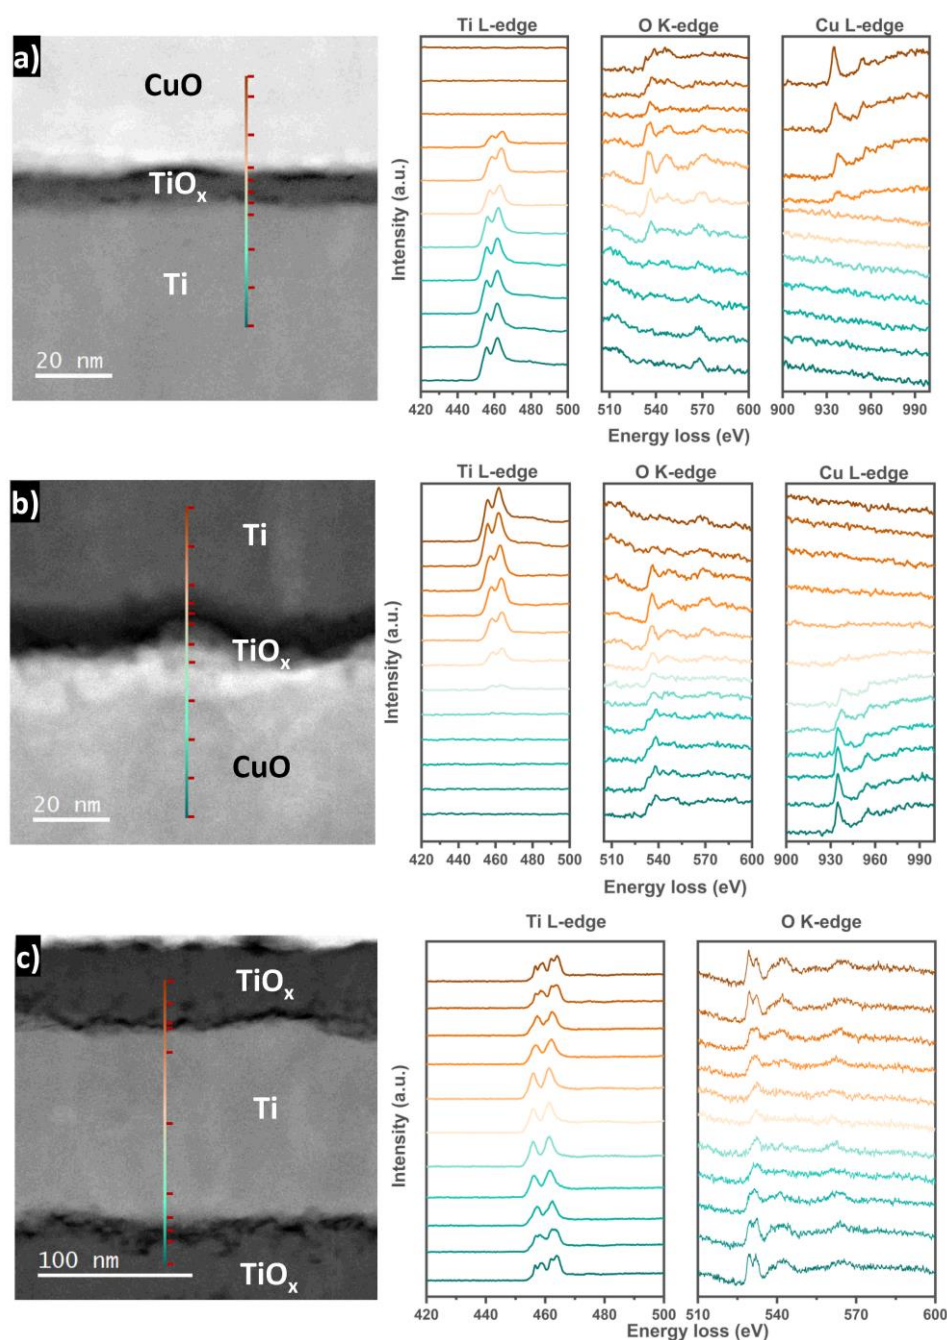 a)
CuO
TiOx
Ti
20 nm
Ti L-edge
O K-edge
Cu L-edge
Intensity (a.u.)
420 440 460 480 500
510 540 570 600
900 930 960 990
Energy loss (eV)
b)
Ti
TiOx
CuO
20 nm
Ti L-edge
O K-edge
Cu L-edge
Intensity (a.u.)
420 440 460 480 500
510 540 570 600
900 930 960 990
Energy loss (eV)
c)
TiOx
Ti
TiOx
100 nm
Ti L-edge
O K-edge
Intensity (a.u.)
420 440 460 480 500
510 540 570 600
Energy loss (eV)